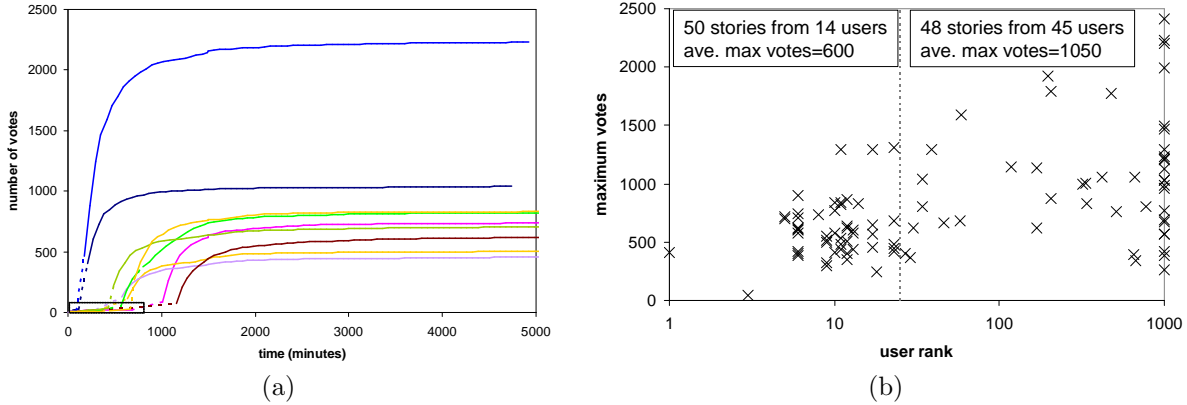 2500
2000
1500
1000
500
0
number of votes
0 1000 2000 3000 4000 5000
time (minutes)
(a)
2500
2000
1500
1000
500
0
maximum votes
50 stories from 14 users
ave. max votes=600
48 stories from 45 users
ave. max votes=1050
1 10 100 1000
user rank
(b)